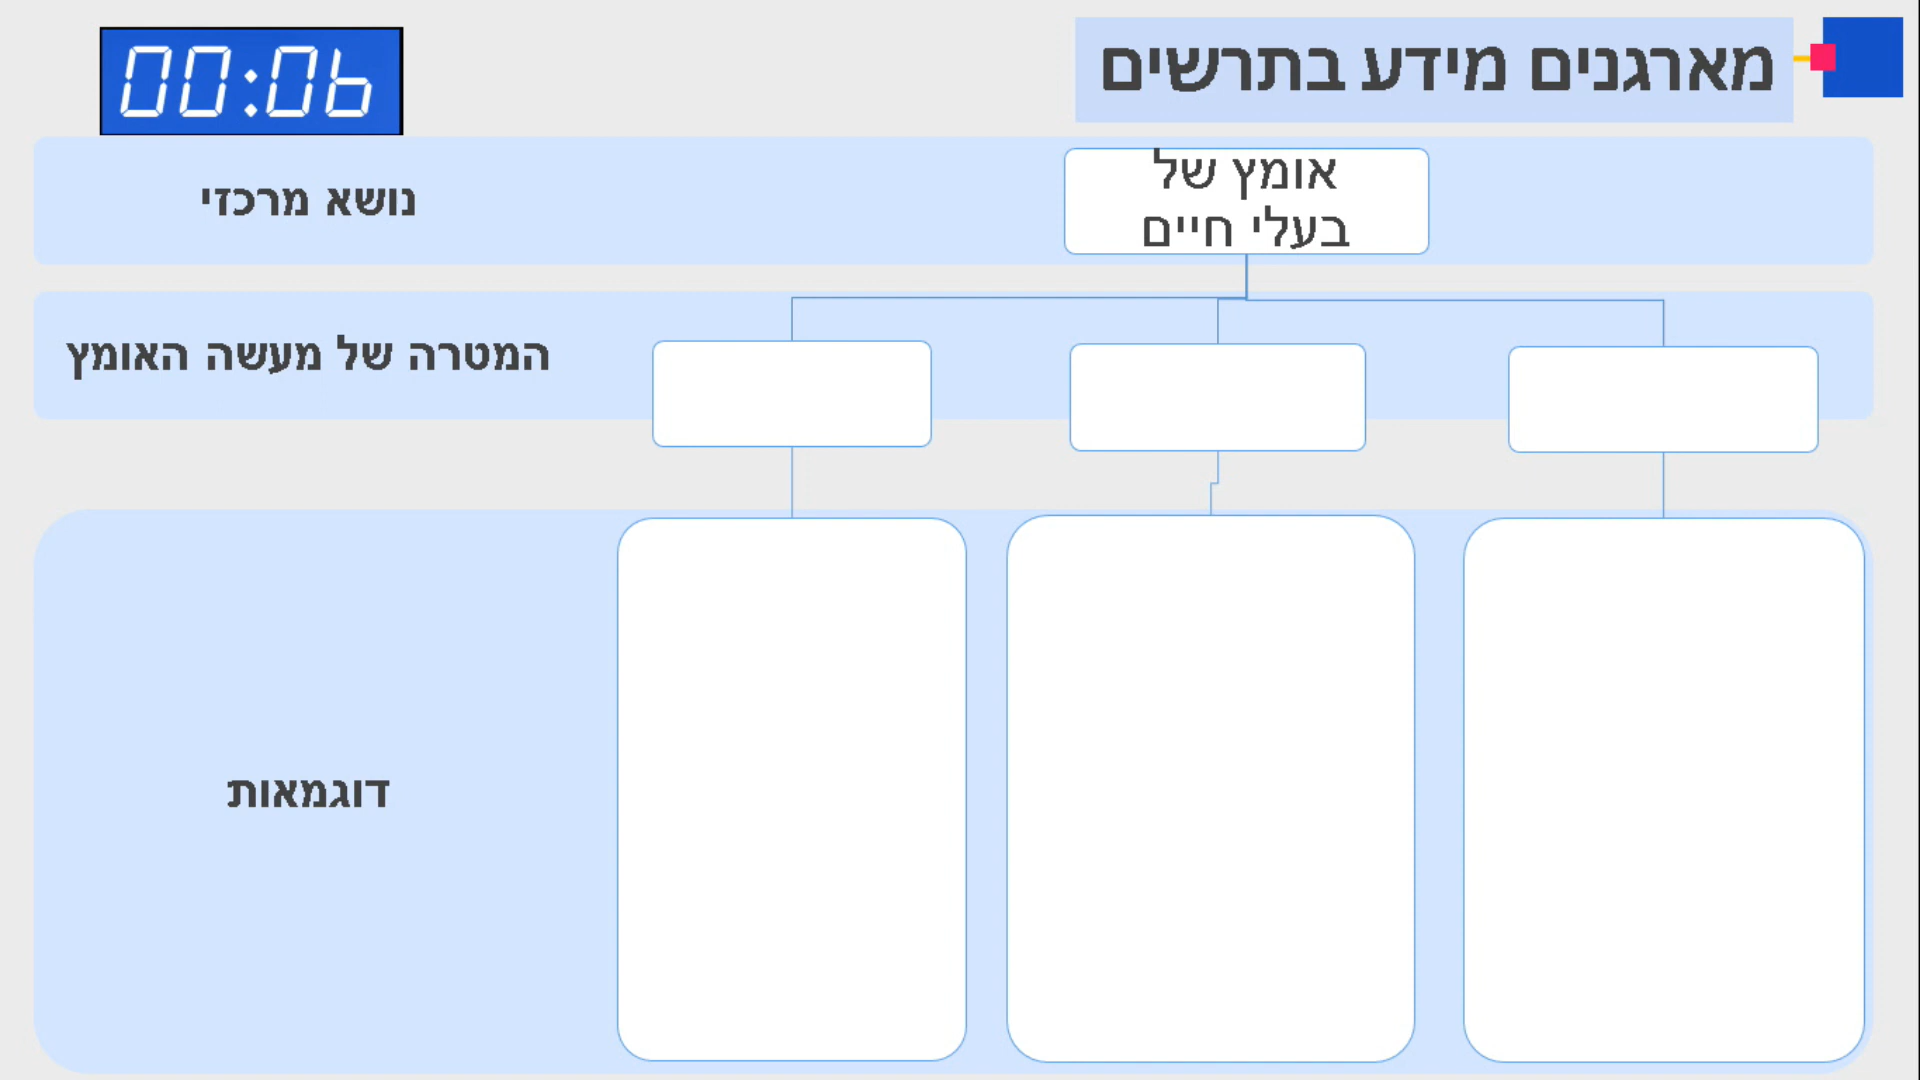 מארגנים מידע בתרשים
00:06
אומץ של
בעלי חיים
נושא מרכזי
המטרה של מעשה האומץ
דוגמאות